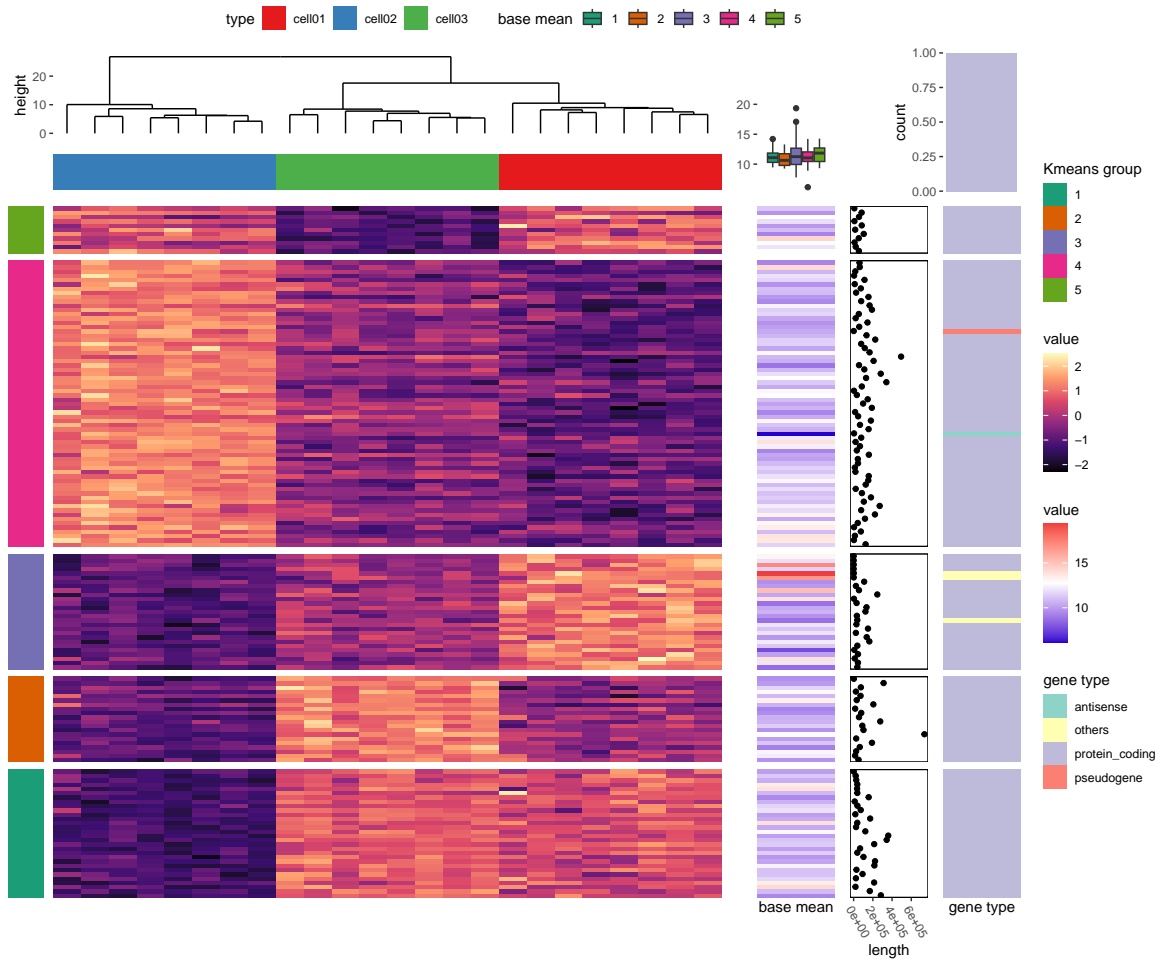 type cell01 cell02 cell03 base mean 1 2 3 4 5
height
20
10
0
20
15
10
count
1.00
0.75
0.50
0.25
0.00
Kmeans group
1
2
3
4
5
value
2
1
0
−1
−2
value
15
10
gene type
antisense
others
protein_coding
pseudogene
base mean
0e+00
2e+05
4e+05
6e+05
length
gene type